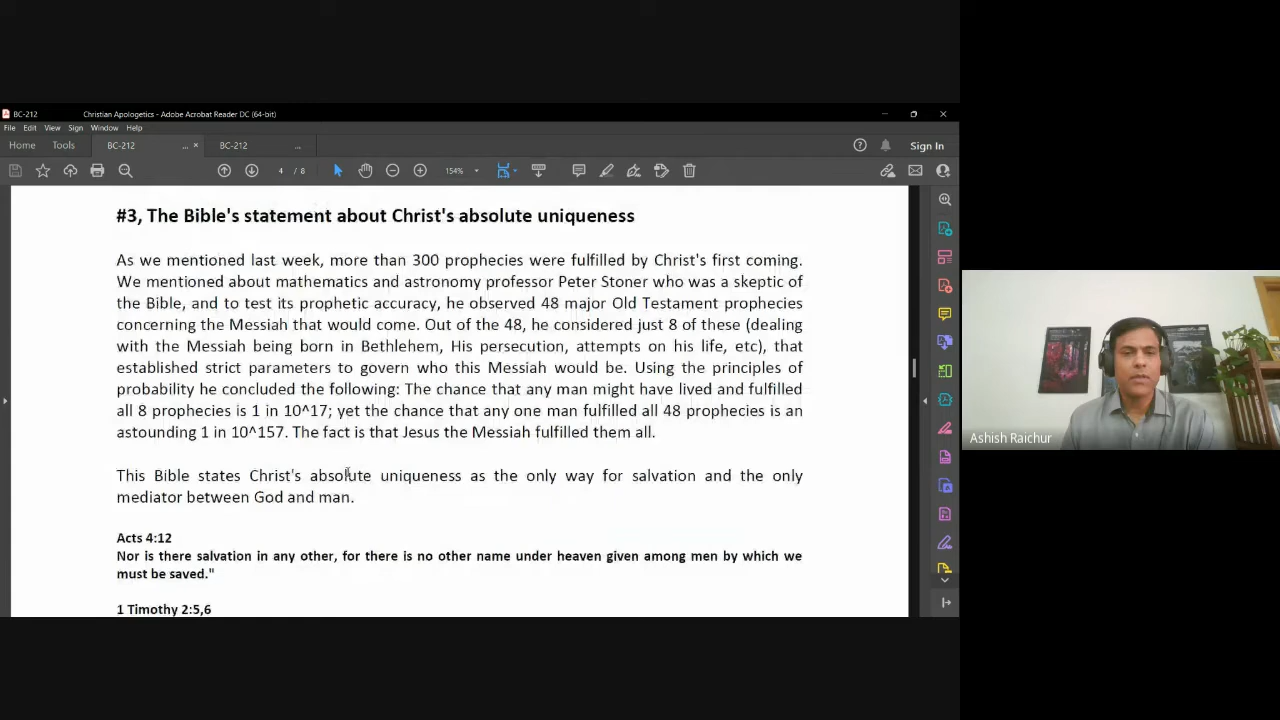 BC-212 Christian Apologetics - Adobe Acrobat Reader DC (64-bit)
File Edit View Sign Window Help
Home Tools BC-212 ... × BC-212 ... Sign In
4 / 8 154%
#3, The Bible's statement about Christ's absolute uniqueness
As we mentioned last week, more than 300 prophecies were fulfilled by Christ's first coming.
We mentioned about mathematics and astronomy professor Peter Stoner who was a skeptic of
the Bible, and to test its prophetic accuracy, he observed 48 major Old Testament prophecies
concerning the Messiah that would come. Out of the 48, he considered just 8 of these (dealing
with the Messiah being born in Bethlehem, His persecution, attempts on his life, etc), that
established strict parameters to govern who this Messiah would be. Using the principles of
probability he concluded the following: The chance that any man might have lived and fulfilled
all 8 prophecies is 1 in 10^17; yet the chance that any one man fulfilled all 48 prophecies is an
astounding 1 in 10^157. The fact is that Jesus the Messiah fulfilled them all.
This Bible states Christ's absolute uniqueness as the only way for salvation and the only
mediator between God and man.
Acts 4:12
Nor is there salvation in any other, for there is no other name under heaven given among men by which we
must be saved."
1 Timothy 2:5,6
Ashish Raichur